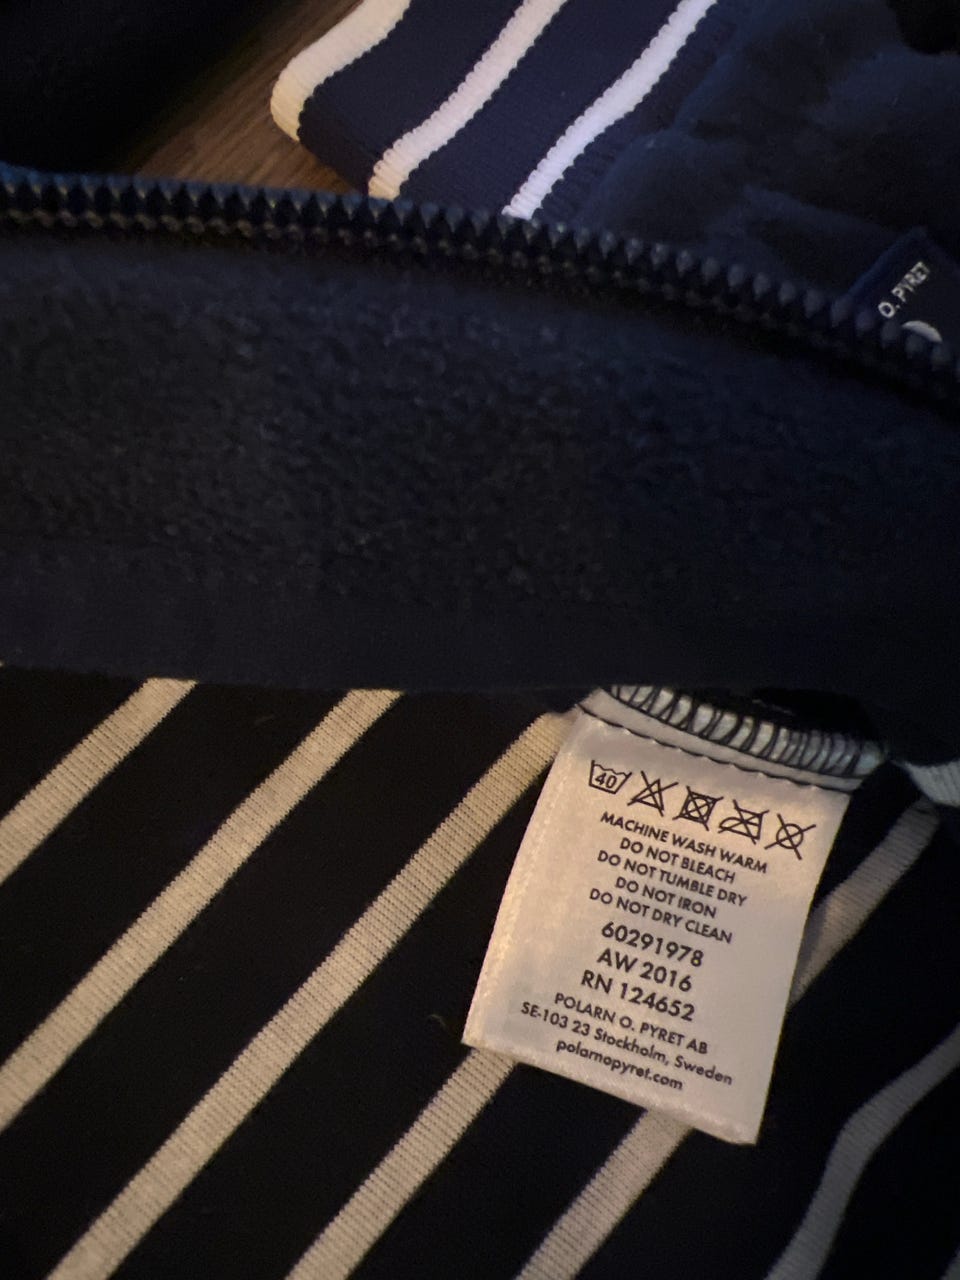 O. PYRET
40
MACHINE WASH WARM
DO NOT BLEACH
DO NOT TUMBLE DRY
DO NOT IRON
DO NOT DRY CLEAN
60291978
AW 2016
RN 124652
POLARN O. PYRET AB
SE-103 23 Stockholm, Sweden
polarnopyret.com